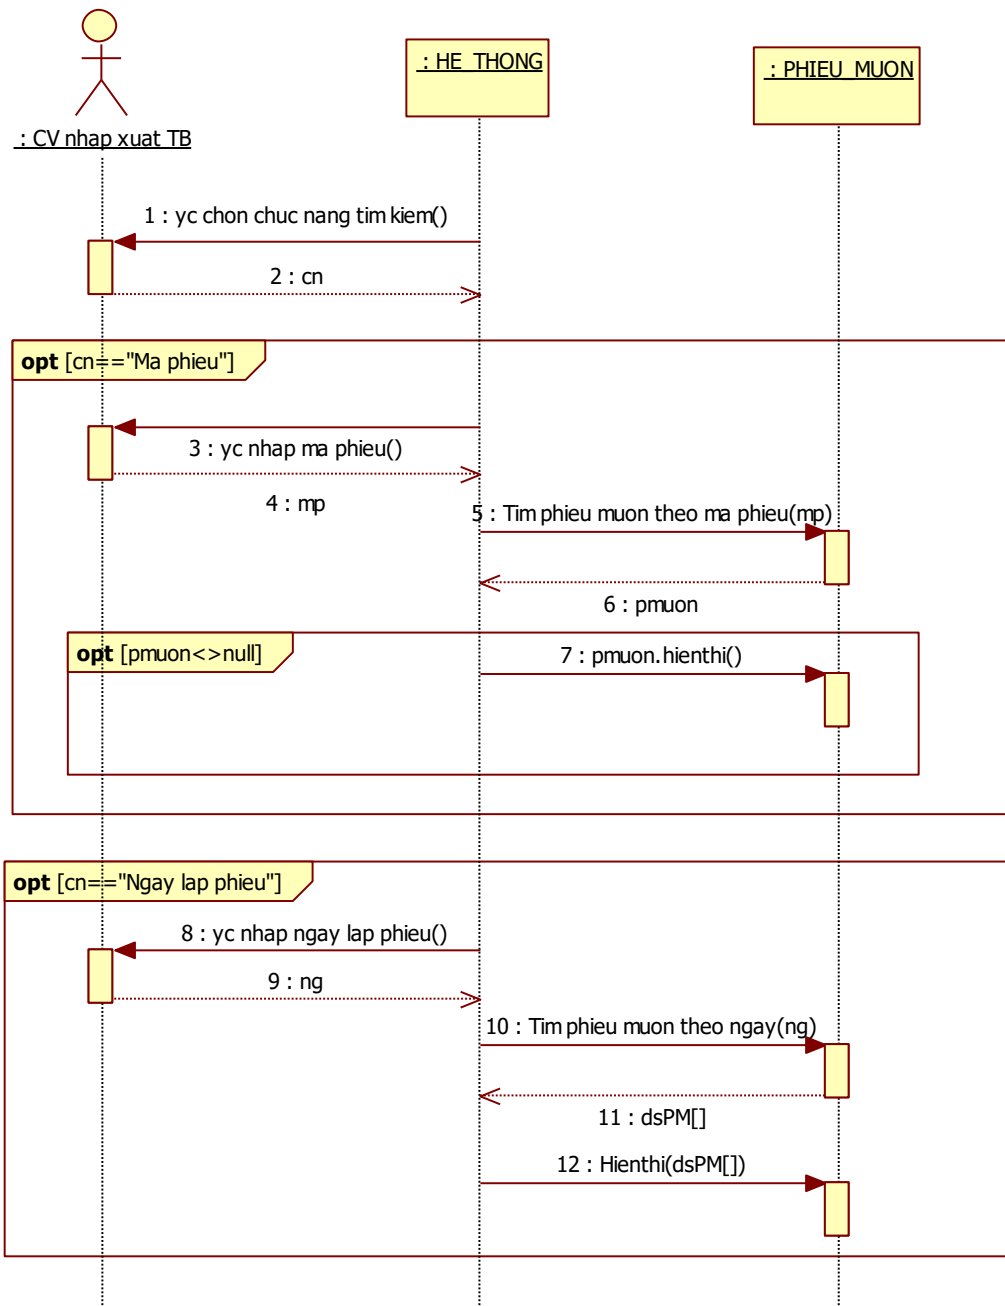 : HE_THONG
: PHIEU_MUON
: CV nhap xuat TB
1 : yc chon chuc nang tim kiem()
2 : cn
opt [cn=="Ma phieu"]
3 : yc nhap ma phieu()
4 : mp
5 : Tim phieu muon theo ma phieu(mp)
6 : pmuon
opt [pmuon<>null]
7 : pmuon.hienthi()
opt [cn=="Ngay lap phieu"]
8 : yc nhap ngay lap phieu()
9 : ng
10 : Tim phieu muon theo ngay(ng)
11 : dsPM[]
12 : Hienthi(dsPM[])